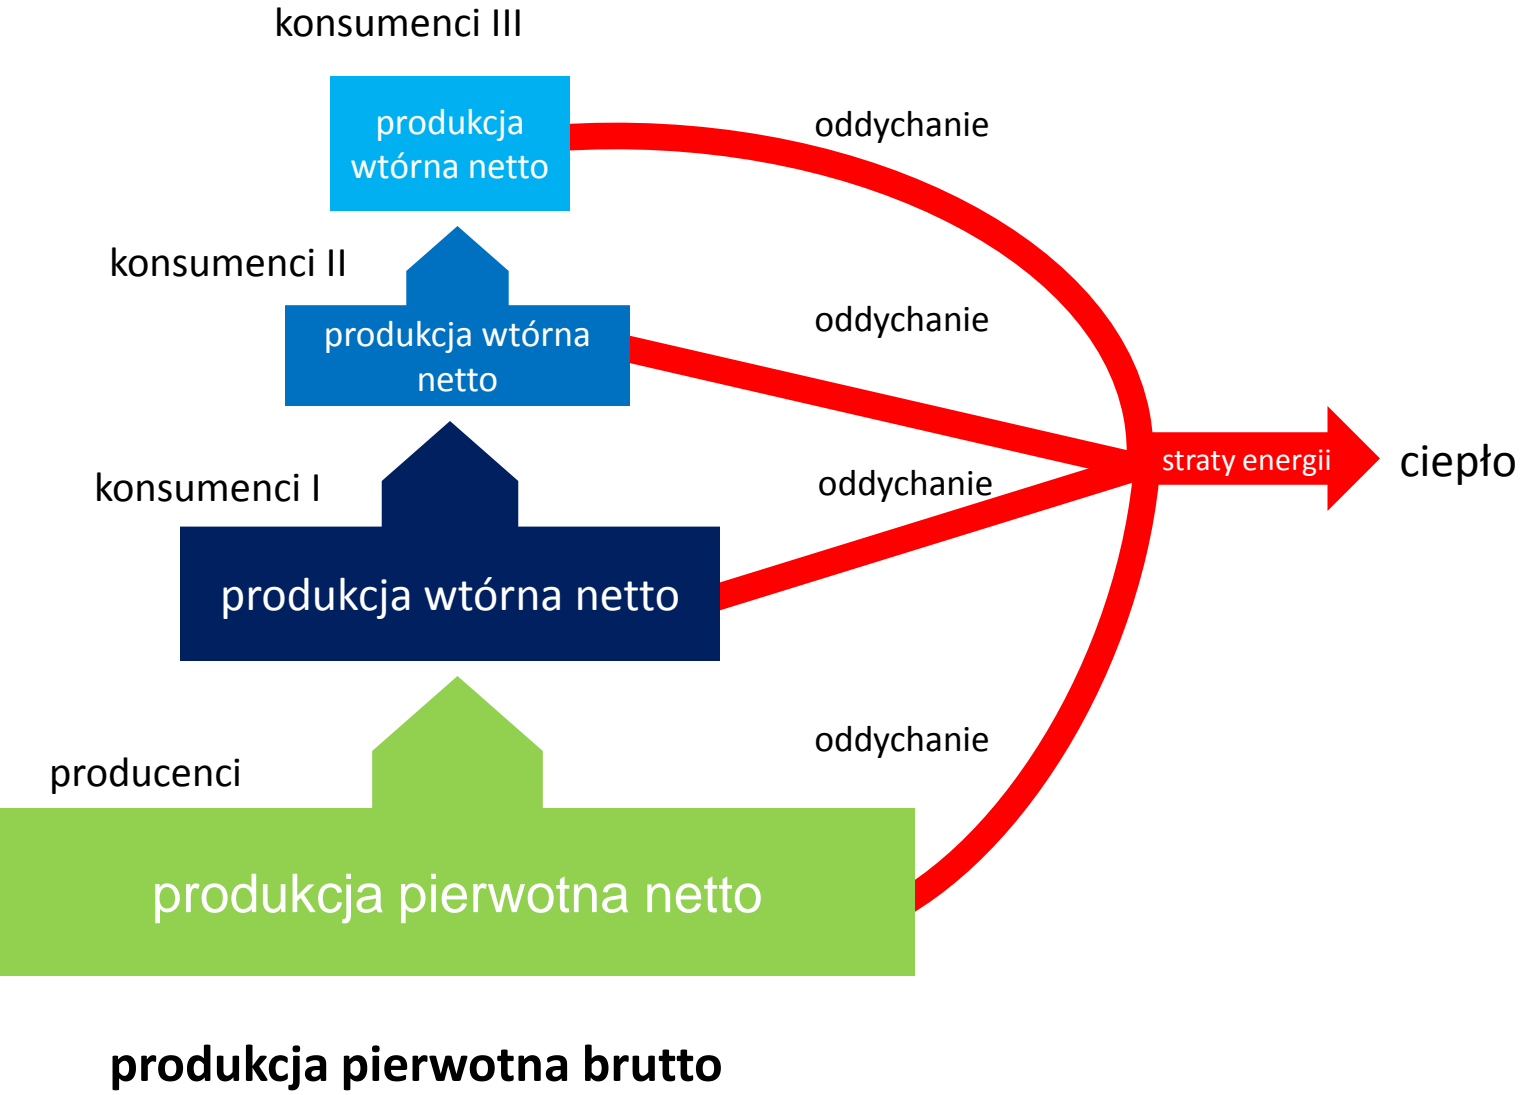 konsumenci III
produkcja
wtórna netto
oddychanie
konsumenci II
produkcja wtórna
netto
oddychanie
konsumenci I
oddychanie
straty energii
ciepło
produkcja wtórna netto
producenci
oddychanie
produkcja pierwotna netto
produkcja pierwotna brutto